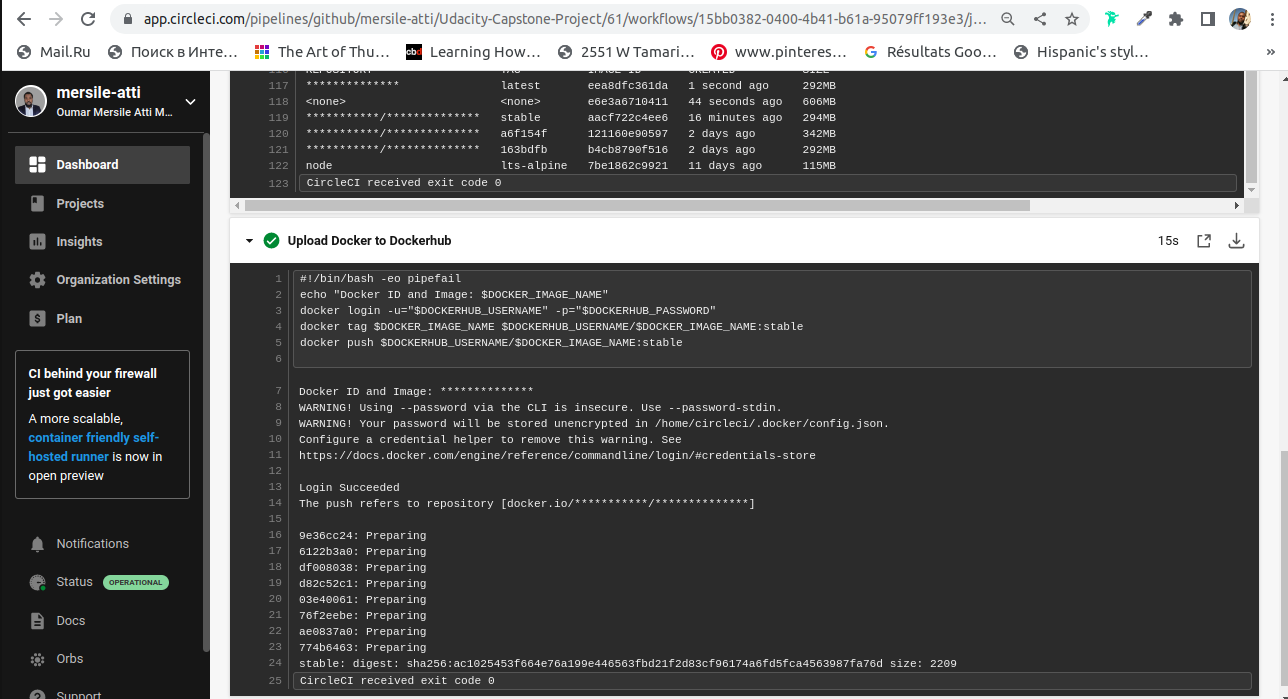 app.circleci.com/pipelines/github/mersile-atti/Udacity-Capstone-Project/61/workflows/15bb0382-0400-4b41-b61a-95079ff193e3/j...
Mail.Ru Поиск в Инте... The Art of Thu... cbd Learning How... 2551 W Tamari... www.pinteres... Résultats Goo... Hispanic's styl... »
mersile-atti
Oumar Mersile Atti M...
Dashboard
Projects
Insights
Organization Settings
Plan
CI behind your firewall
just got easier
A more scalable,
container friendly self-
hosted runner is now in
open preview
Notifications
Status OPERATIONAL
Docs
Orbs
Support
116 REPOSITORY TAG IMAGE ID CREATED SIZE
117 ************** latest eea8dfc361da 1 second ago 292MB
118 <none> <none> e6e3a6710411 44 seconds ago 606MB
119 ***********/************** stable aacf722c4ee6 16 minutes ago 294MB
120 ***********/************** a6f154f 121160e90597 2 days ago 342MB
121 ***********/************** 163bdfb b4cb8790f516 2 days ago 292MB
122 node lts-alpine 7be1862c9921 11 days ago 115MB
123 CircleCI received exit code 0
Upload Docker to Dockerhub 15s
1 #!/bin/bash -eo pipefail
2 echo "Docker ID and Image: $DOCKER_IMAGE_NAME"
3 docker login -u="$DOCKERHUB_USERNAME" -p="$DOCKERHUB_PASSWORD"
4 docker tag $DOCKER_IMAGE_NAME $DOCKERHUB_USERNAME/$DOCKER_IMAGE_NAME:stable
5 docker push $DOCKERHUB_USERNAME/$DOCKER_IMAGE_NAME:stable
6
7 Docker ID and Image: **************
8 WARNING! Using --password via the CLI is insecure. Use --password-stdin.
9 WARNING! Your password will be stored unencrypted in /home/circleci/.docker/config.json.
10 Configure a credential helper to remove this warning. See
11 https://docs.docker.com/engine/reference/commandline/login/#credentials-store
12
13 Login Succeeded
14 The push refers to repository [docker.io/***********/**************]
15
16 9e36cc24: Preparing
17 6122b3a0: Preparing
18 df008038: Preparing
19 d82c52c1: Preparing
20 03e40061: Preparing
21 76f2eebe: Preparing
22 ae0837a0: Preparing
23 774b6463: Preparing
24 stable: digest: sha256:ac1025453f664e76a199e446563fbd21f2d83cf96174a6fd5fca4563987fa76d size: 2209
25 CircleCI received exit code 0